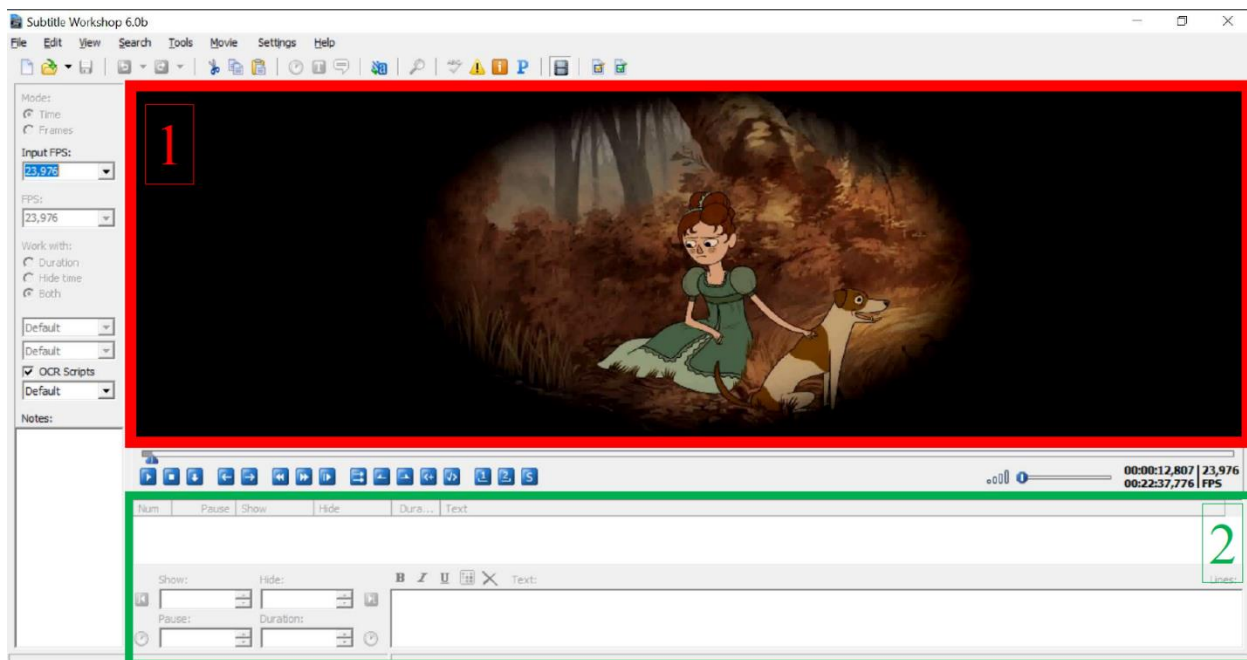 Subtitle Workshop 6.0b
File Edit View Search Tools Movie Settings Help
Mode:
Time
Frames
Input FPS:
23,976
FPS:
23,976
Work with:
Duration
Hide time
Both
Default
Default
OCR Scripts
Default
Notes:
1
00:00:12,807 23,976
00:22:37,776 FPS
Num Pause Show Hide Dura... Text
2
Show: Hide: B I U Text: Lines:
Pause: Duration: